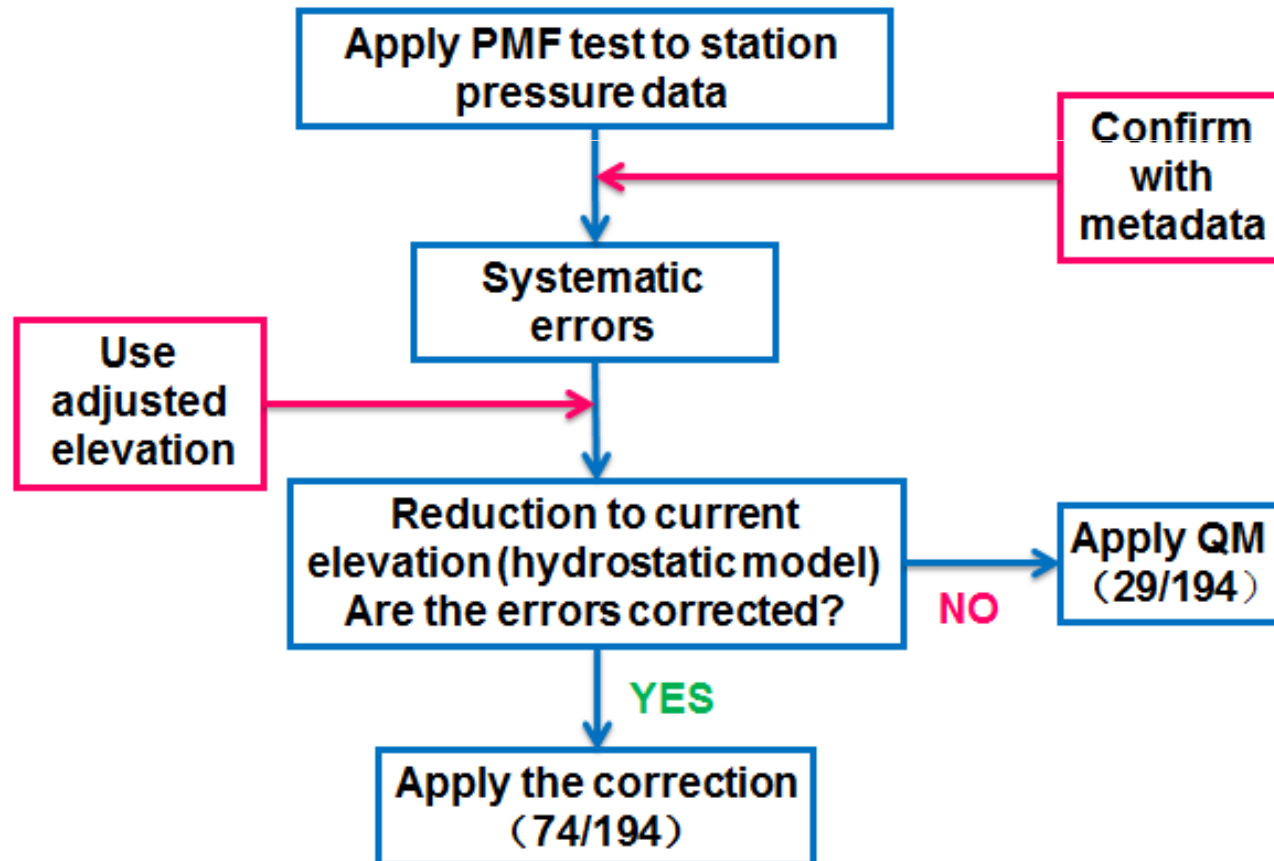 Apply PMF test to station
pressure data
Confirm
with
metadata
Systematic
errors
Use
adjusted
elevation
Reduction to current
elevation (hydrostatic model)
Are the errors corrected?
NO
Apply QM
（29/194）
YES
Apply the correction
（74/194）